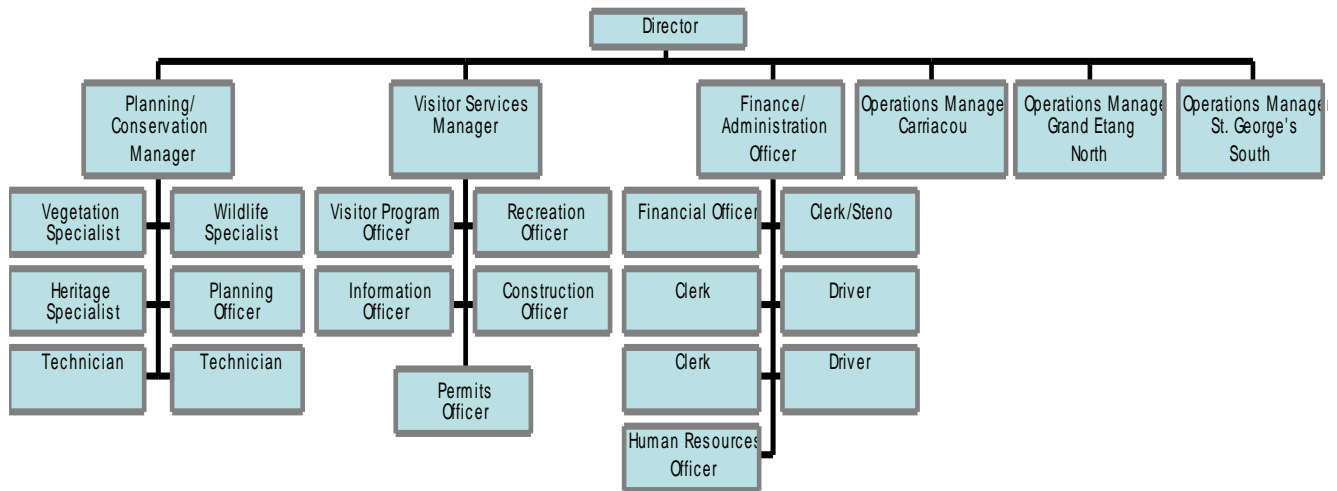 Director
Planning/
Conservation
Manager
Visitor Services
Manager
Finance/
Administration
Officer
Operations Manage
Carriacou
Operations Manage
Grand Etang
North
Operations Manager
St. George's
South
Vegetation
Specialist
Wildlife
Specialist
Visitor Program
Officer
Recreation
Officer
Financial Officer
Clerk/Steno
Heritage
Specialist
Planning
Officer
Information
Officer
Construction
Officer
Clerk
Driver
Technician
Technician
Permits
Officer
Clerk
Driver
Human Resources
Officer